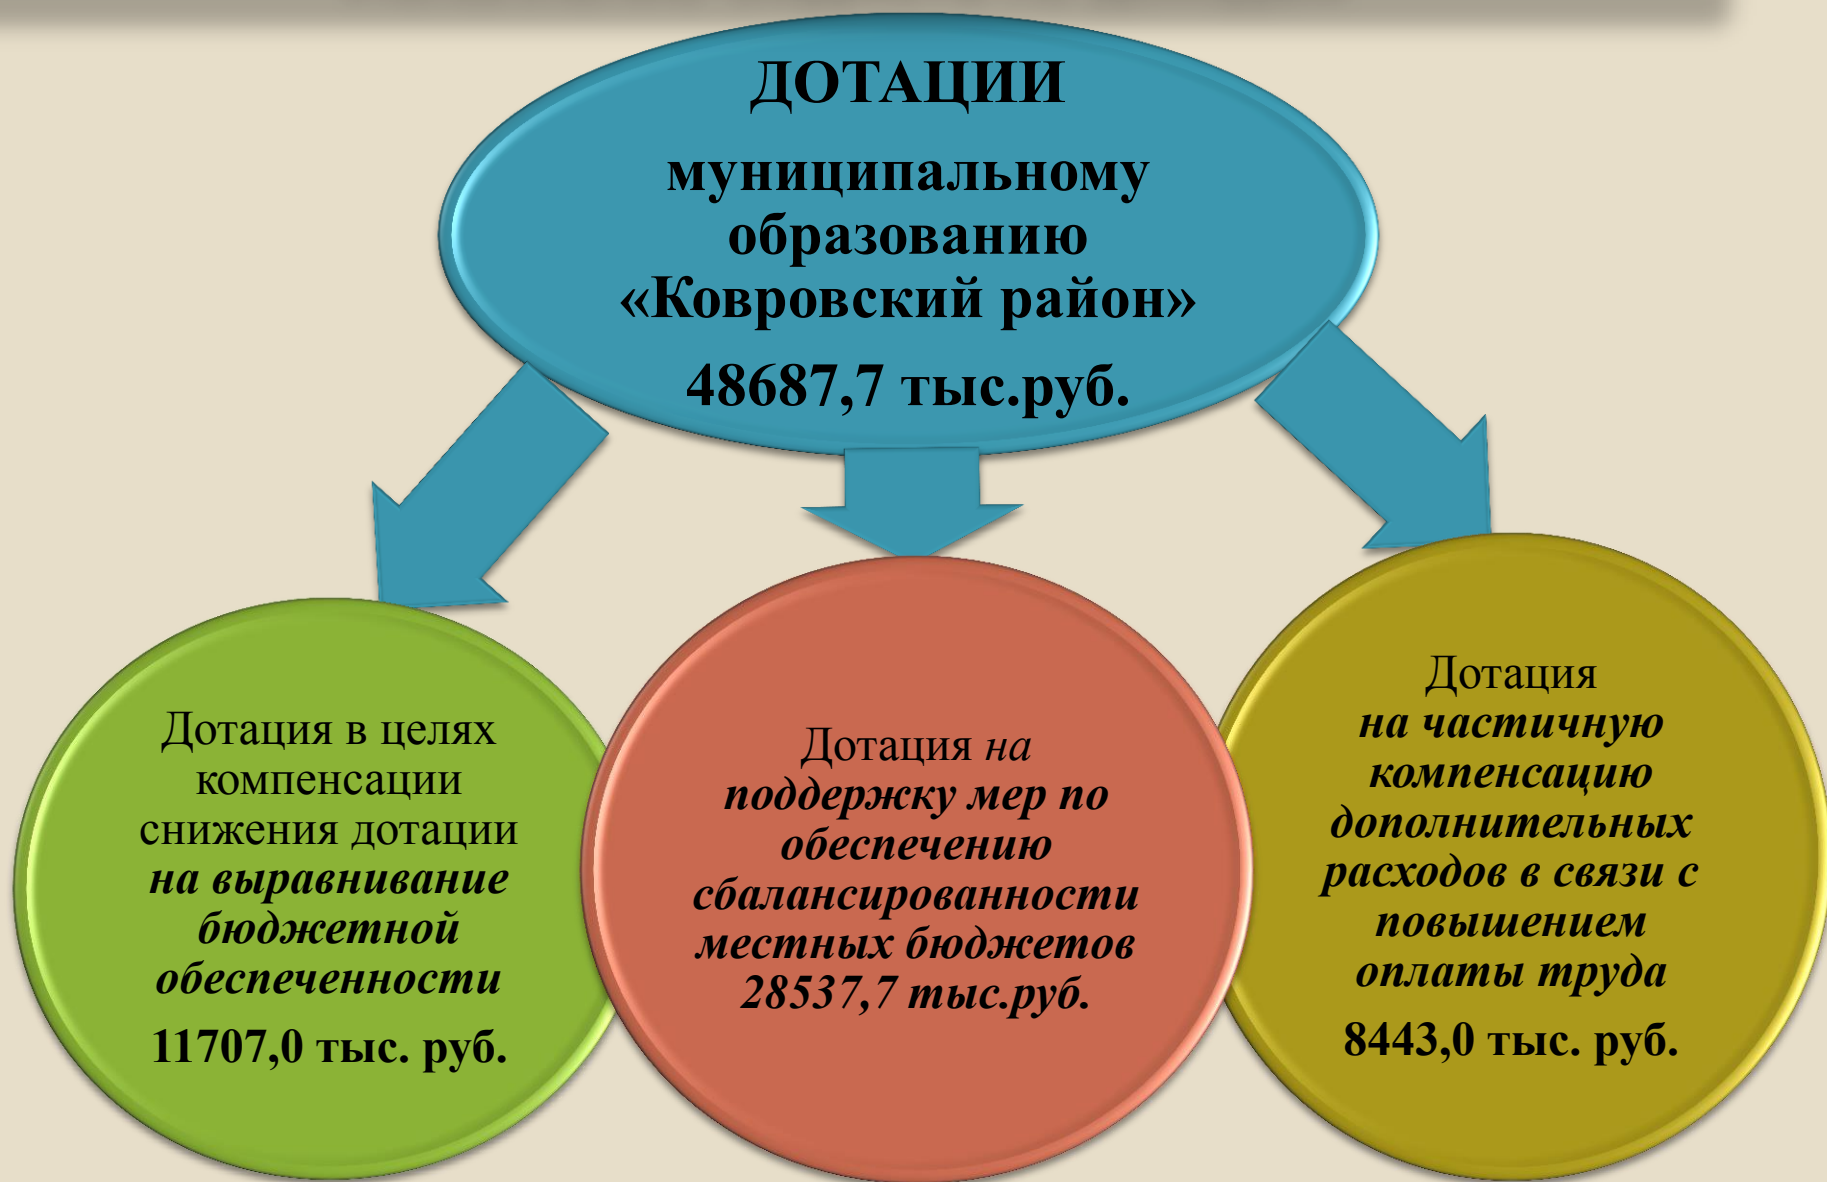 ДОТАЦИИ
муниципальному
образованию
«Ковровский район»
48687,7 тыс.руб.
Дотация в целях
компенсации
снижения дотации
на выравнивание
бюджетной
обеспеченности
11707,0 тыс. руб.
Дотация на
поддержку мер по
обеспечению
сбалансированности
местных бюджетов
28537,7 тыс.руб.
Дотация
на частичную
компенсацию
дополнительных
расходов в связи с
повышением
оплаты труда
8443,0 тыс. руб.